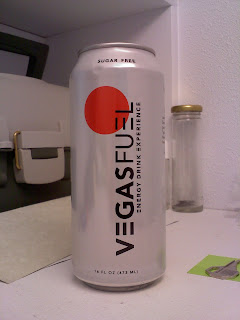 SUGAR FREE
VEGASFUEL
ENERGY DRINK EXPERIENCE
16 FL OZ (473 ML)